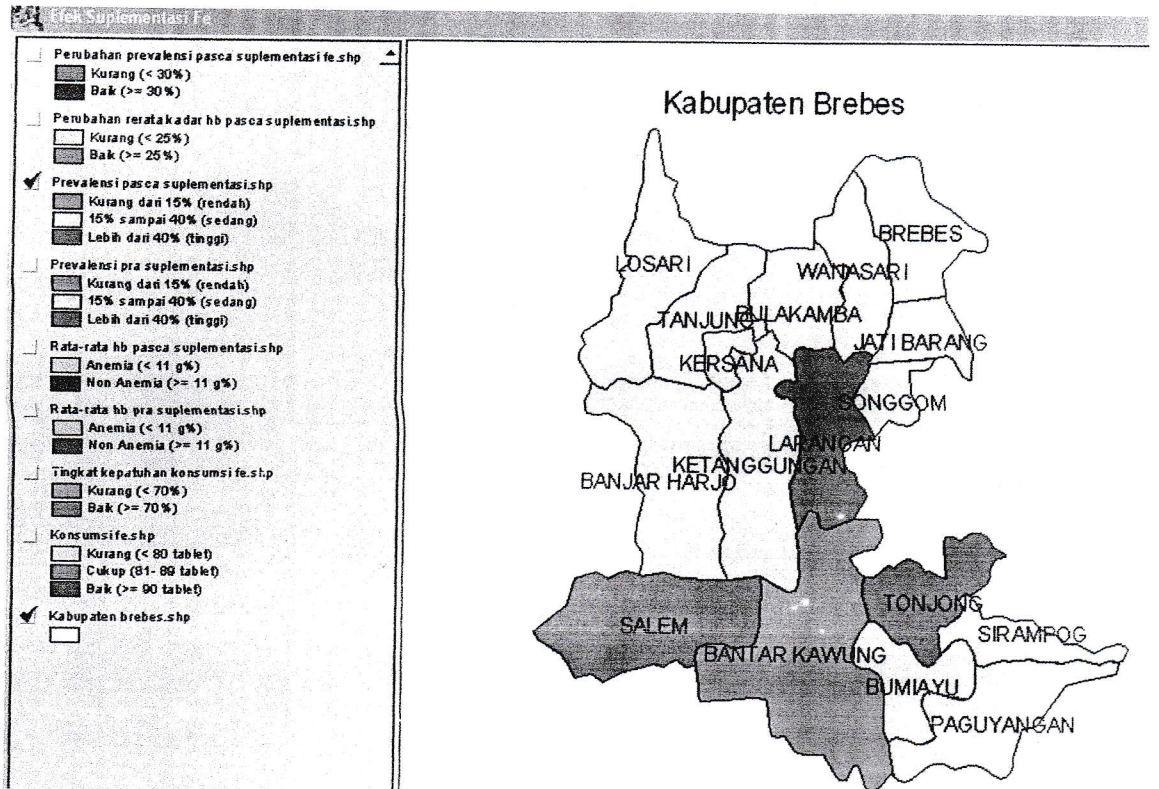 Efek Suplementasi Fe
Perubahan prevalensi pasca suplementasi fe.shp
Kurang (< 30%)
Baik (>= 30%)
Perubahan rerata kadar hb pasca suplementasi.shp
Kurang (< 25%)
Baik (>= 25%)
Prevalensi pasca suplementasi.shp
Kurang dari 15% (rendah)
15% sampai 40% (sedang)
Lebih dari 40% (tinggi)
Prevalensi pra suplementasi.shp
Kurang dari 15% (rendah)
15% sampai 40% (sedang)
Lebih dari 40% (tinggi)
Rata-rata hb pasca suplementasi.shp
Anemia (< 11 g%)
Non Anemia (>= 11 g%)
Rata-rata hb pra suplementasi.shp
Anemia (< 11 g%)
Non Anemia (>= 11 g%)
Tingkat kepatuhan konsumsi fe.shp
Kurang (< 70%)
Baik (>= 70%)
Konsumsi fe.shp
Kurang (< 80 tablet)
Cukup (81- 89 tablet)
Baik (>= 90 tablet)
Kabupaten brebes.shp
Kabupaten Brebes
BREBES
LOSARI
WANASARI
TANJUNG
BULAKAMBA
JATI BARANG
KERSANA
SONGGOM
LARANGAN
KETANGGUNGAN
BANJAR HARJO
TONJONG
SALEM
SIRAMPOG
BANTAR KAWUNG
BUMIAYU
PAGUYANGAN